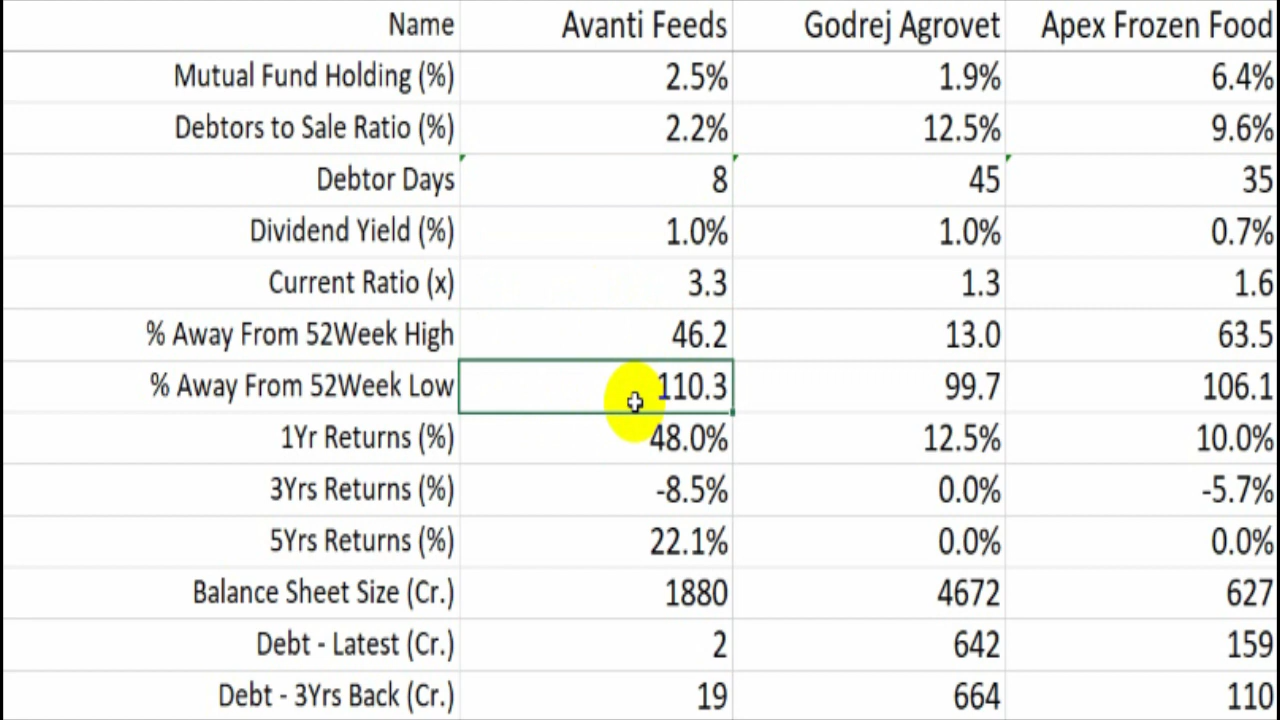 Name Avanti Feeds Godrej Agrovet Apex Frozen Food
Mutual Fund Holding (%) 2.5% 1.9% 6.4%
Debtors to Sale Ratio (%) 2.2% 12.5% 9.6%
Debtor Days 8 45 35
Dividend Yield (%) 1.0% 1.0% 0.7%
Current Ratio (x) 3.3 1.3 1.6
% Away From 52Week High 46.2 13.0 63.5
% Away From 52Week Low 110.3 99.7 106.1
1Yr Returns (%) 48.0% 12.5% 10.0%
3Yrs Returns (%) -8.5% 0.0% -5.7%
5Yrs Returns (%) 22.1% 0.0% 0.0%
Balance Sheet Size (Cr.) 1880 4672 627
Debt - Latest (Cr.) 2 642 159
Debt - 3Yrs Back (Cr.) 19 664 110